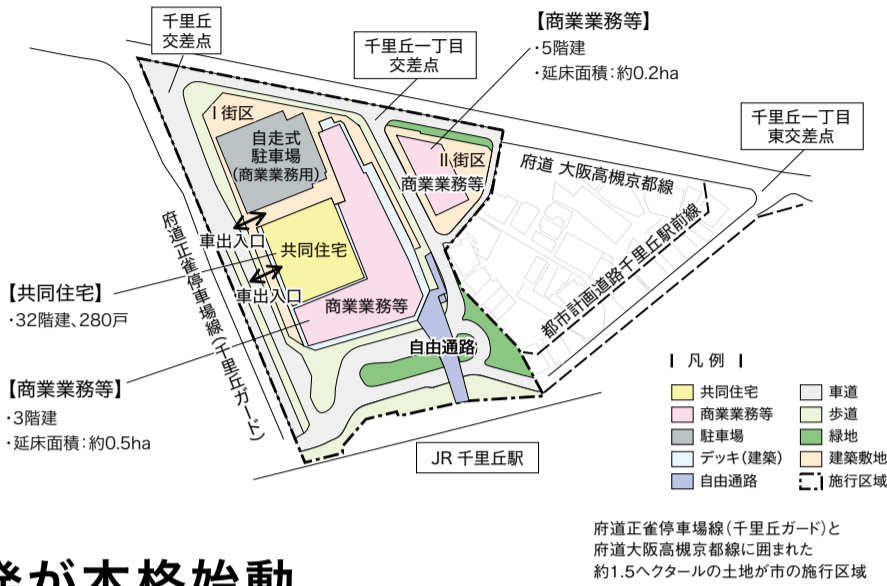 千里丘
交差点
千里丘一丁目
交差点
【商業業務等】
・5階建
・延床面積：約0.2ha
千里丘一丁目
東交差点
Ⅰ街区
自走式
駐車場
(商業業務用)
Ⅱ街区
商業業務等
府道 大阪高槻京都線
車出入口
共同住宅
府道正雀停車場線(千里丘ガード)
都市計画道路千里丘駅前線
【共同住宅】
・32階建、280戸
車出入口
商業業務等
自由通路
【商業業務等】
・3階建
・延床面積：約0.5ha
JR 千里丘駅
凡 例
共同住宅
商業業務等
駐車場
デッキ(建築)
自由通路
車道
歩道
緑地
建築敷地
施行区域
府道正雀停車場線(千里丘ガード)と
府道大阪高槻京都線に囲まれた
約1.5ヘクタールの土地が市の施行区域
発が本格始動